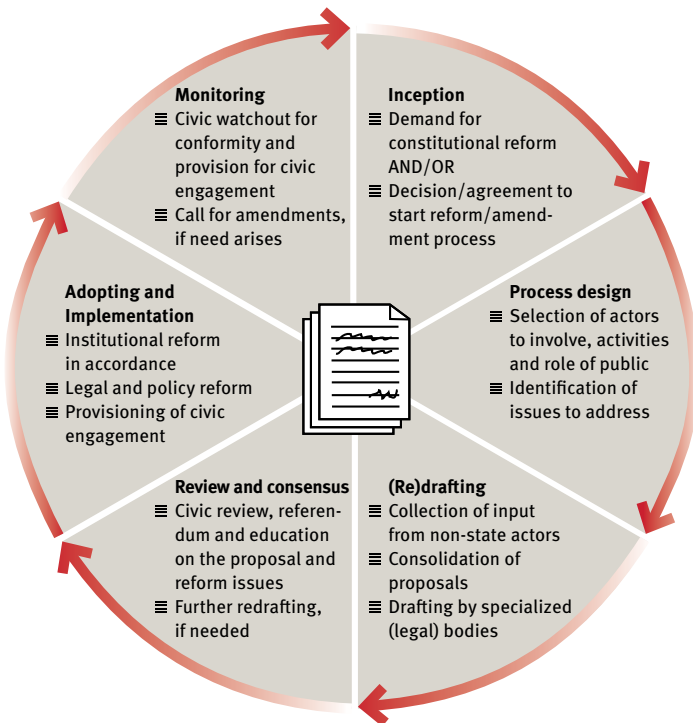 Monitoring
≡ Civic watchout for
conformity and
provision for civic
engagement
≡ Call for amendments,
if need arises
Inception
≡ Demand for
constitutional reform
AND/OR
≡ Decision/agreement to
start reform/amend-
ment process
Process design
≡ Selection of actors
to involve, activities
and role of public
≡ Identification of
issues to address
(Re)drafting
≡ Collection of input
from non-state actors
≡ Consolidation of
proposals
≡ Drafting by specialized
(legal) bodies
Review and consensus
≡ Civic review, referen-
dum and education
on the proposal and
reform issues
≡ Further redrafting,
if needed
Adopting and
Implementation
≡ Institutional reform
in accordance
≡ Legal and policy reform
≡ Provisioning of civic
engagement